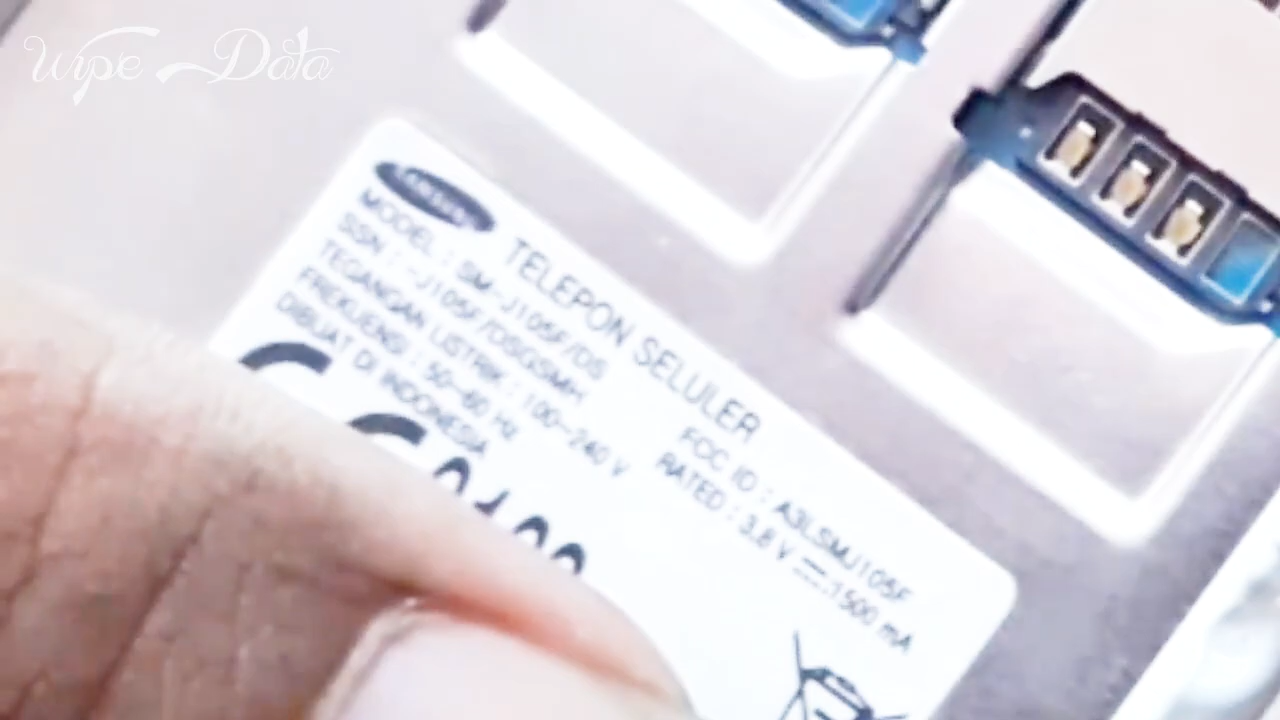 Wipe Data
SAMSUNG
TELEPON SELULER
MODEL : SM-J105F/DS
SSN : -J105F/DSGSMH
TEGANGAN LISTRIK : 100~240 V
FREKUENSI : 50~60 Hz
DIBUAT DI INDONESIA
FCC ID : A3LSMJ105F
RATED : 3.8 V ⎓ : 1500 mA